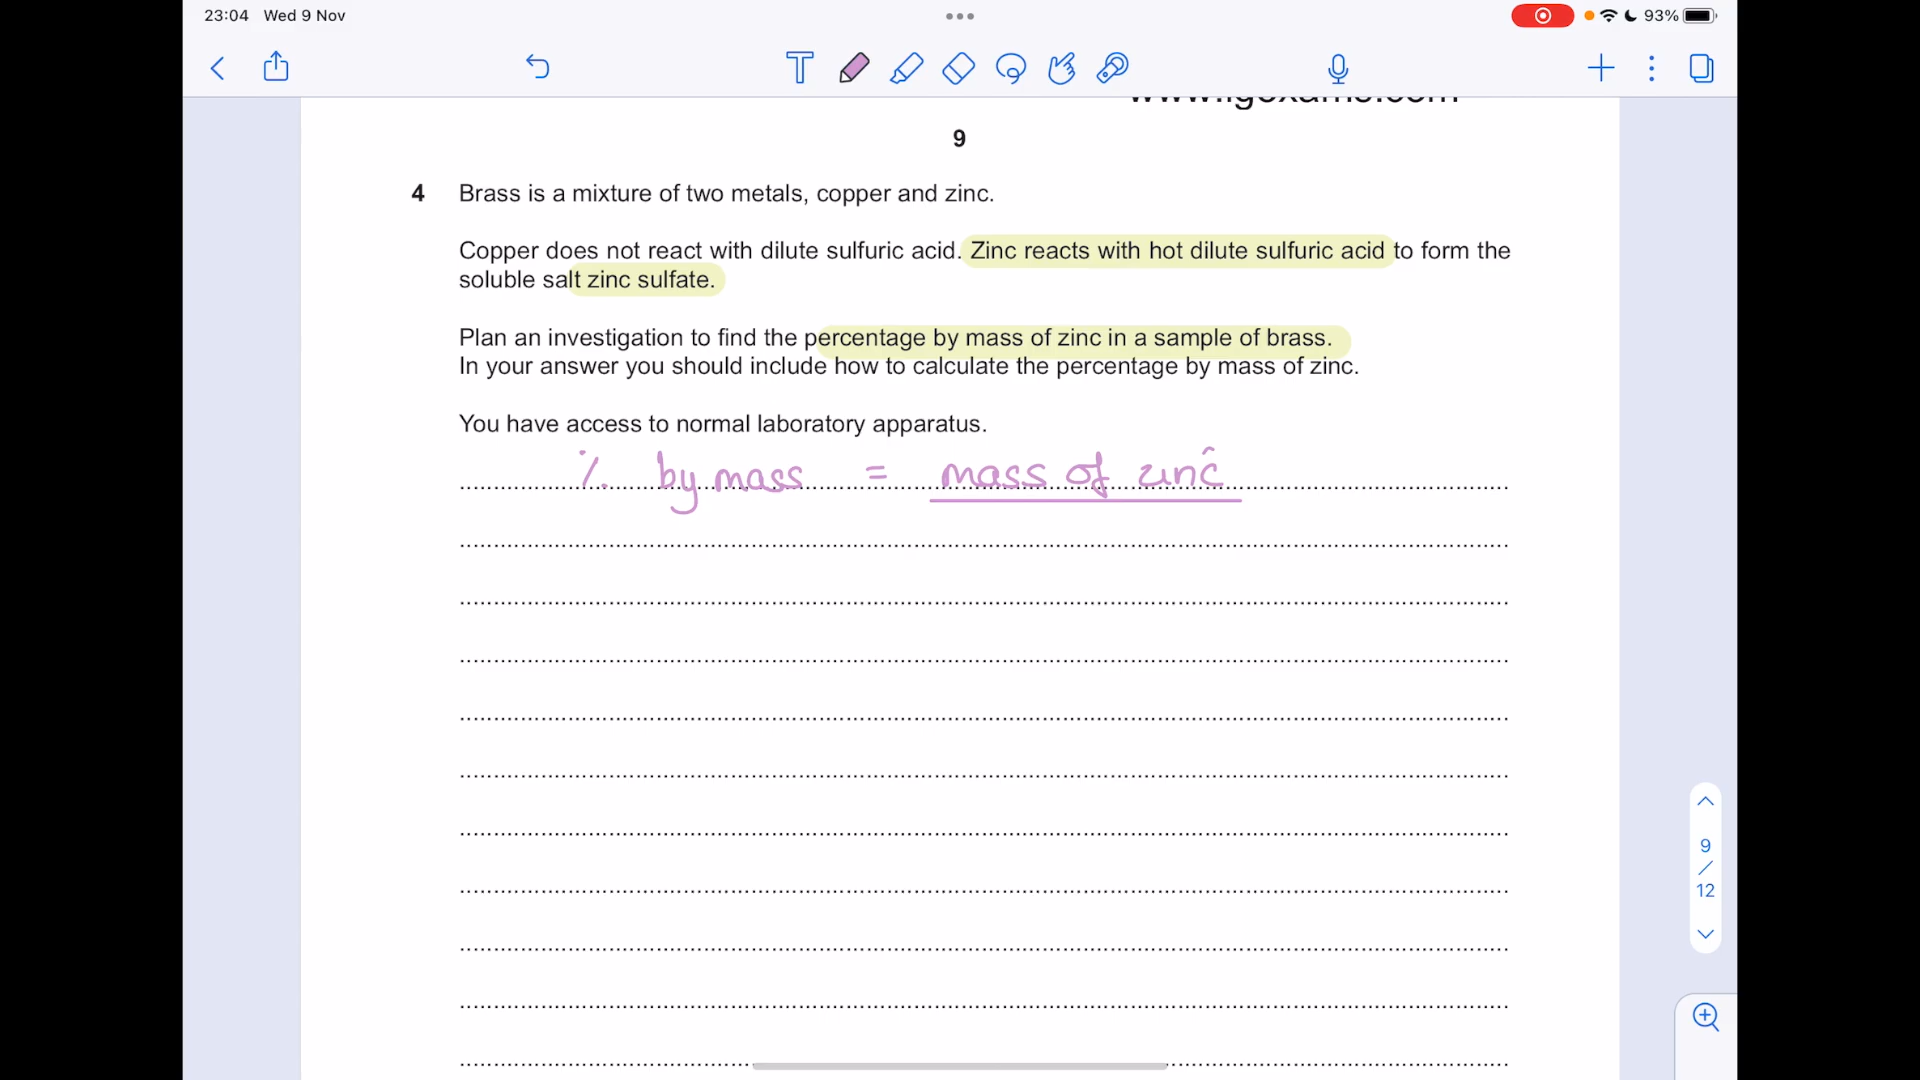 23:04 Wed 9 Nov
93%
9
4 Brass is a mixture of two metals, copper and zinc.
Copper does not react with dilute sulfuric acid. Zinc reacts with hot dilute sulfuric acid to form the
soluble salt zinc sulfate.
Plan an investigation to find the percentage by mass of zinc in a sample of brass.
In your answer you should include how to calculate the percentage by mass of zinc.
You have access to normal laboratory apparatus.
% by mass = mass of zinc
9
/
12